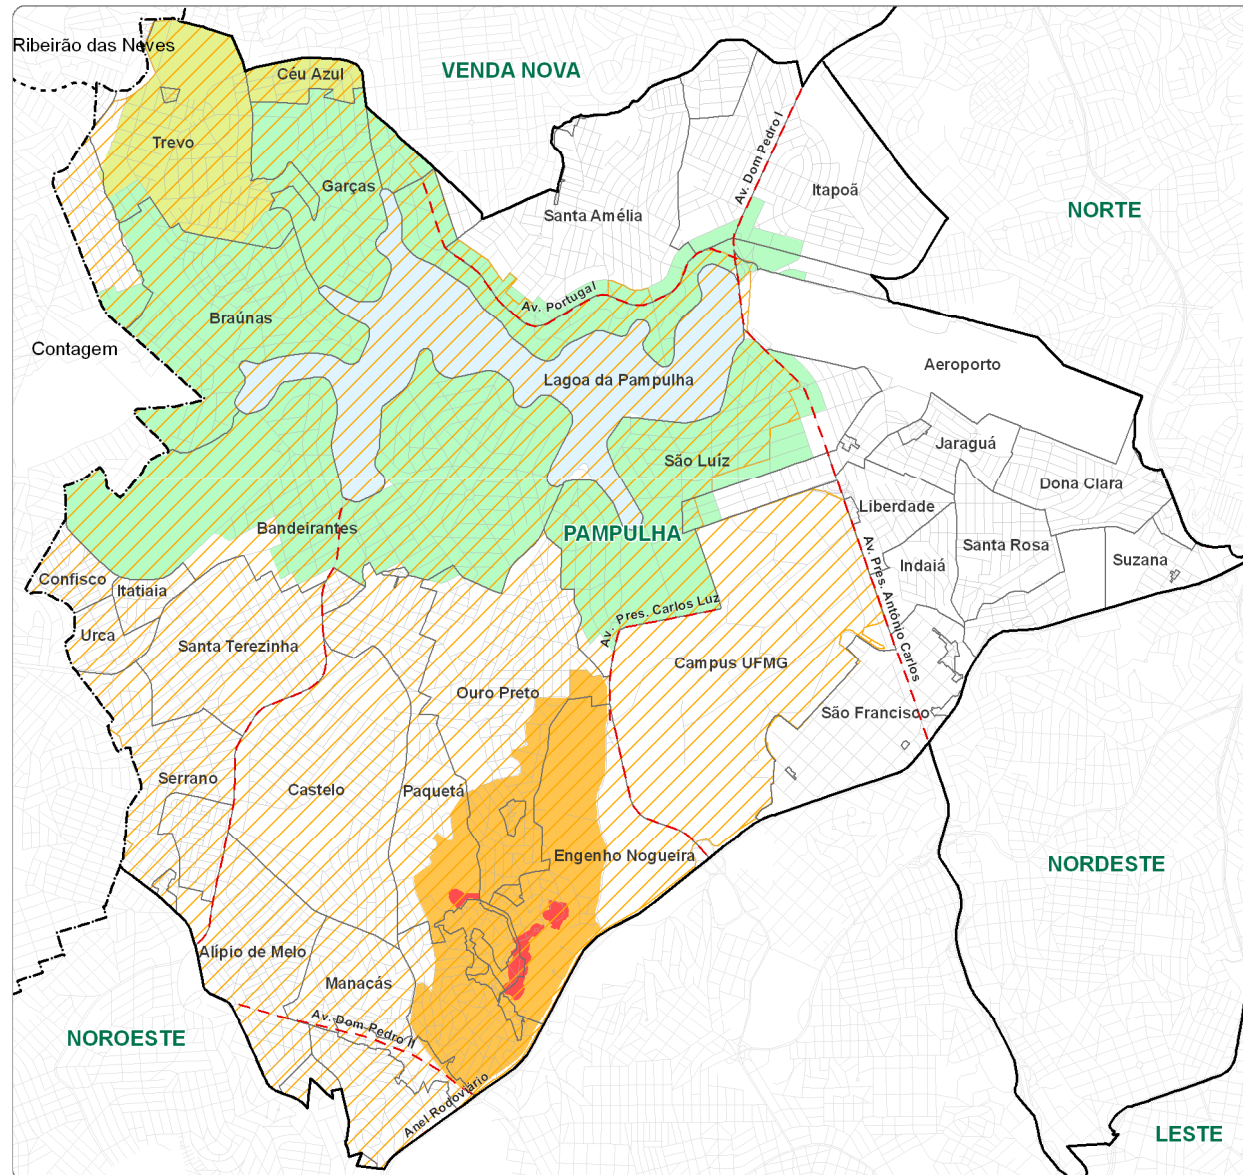 Ribeirão das Neves
VENDA NOVA
Céu Azul
Trevo
Av. Dom Pedro I
Garças
Itapoã
Santa Amélia
NORTE
Av. Portugal
Braúnas
Contagem
Aeroporto
Lagoa da Pampulha
Jaraguá
São Luíz
Dona Clara
Liberdade
Bandeirantes
PAMPULHA
Santa Rosa
Suzana
Indaiá
Confisco
Itatiaia
Av. Pres. Antônio Carlos
Av. Pres. Carlos Luz
Urca
Santa Terezinha
Campus UFMG
Ouro Preto
São Francisco
Serrano
Castelo
Paquetá
Engenho Nogueira
NORDESTE
Alípio de Melo
Manacás
Av. Dom Pedro II
NOROESTE
Anel Rodoviário
LESTE